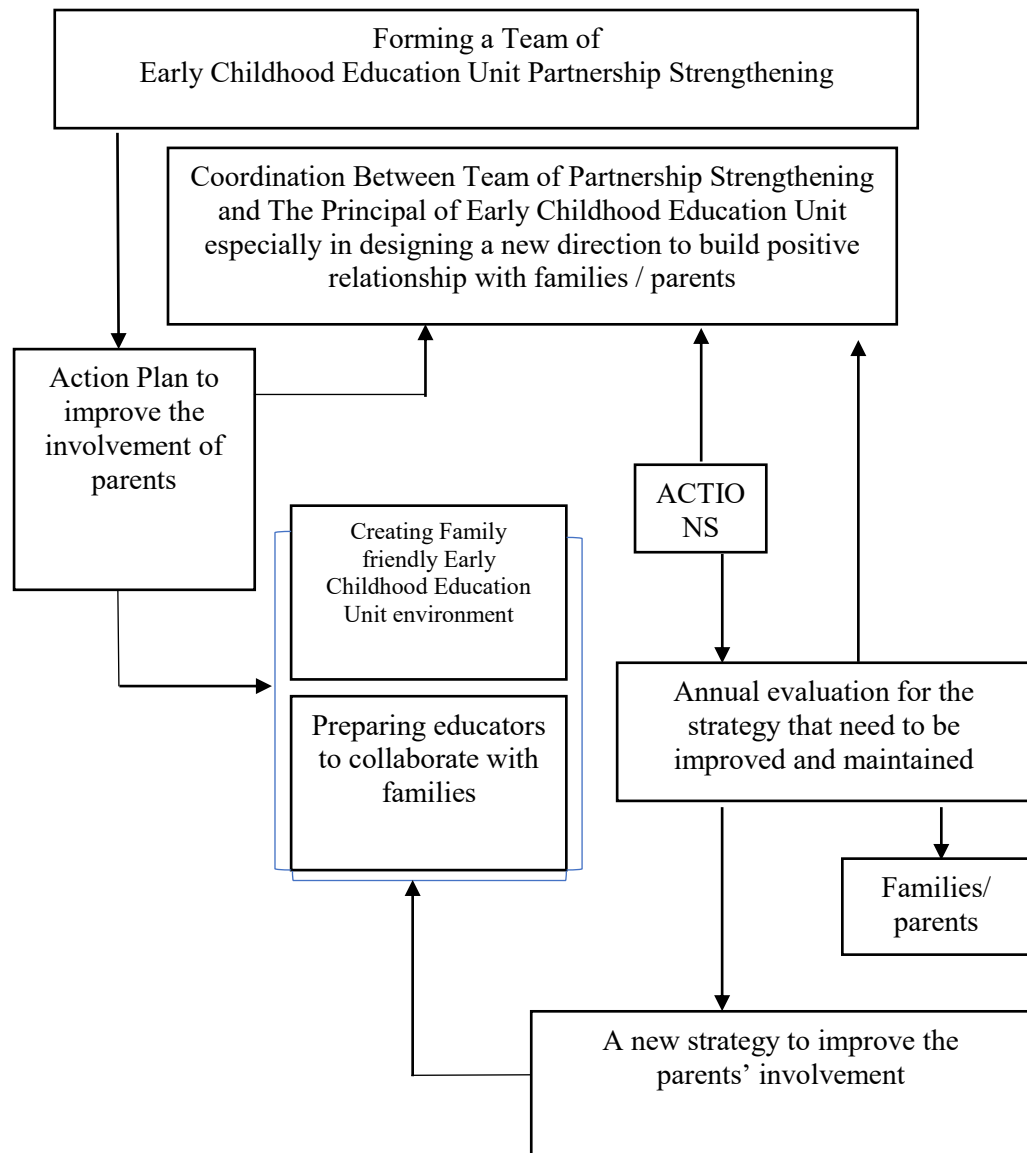 Forming a Team of
Early Childhood Education Unit Partnership Strengthening
Coordination Between Team of Partnership Strengthening
and The Principal of Early Childhood Education Unit
especially in designing a new direction to build positive
relationship with families / parents
Action Plan to
improve the
involvement of
parents
ACTIO
NS
Creating Family
friendly Early
Childhood Education
Unit environment
Preparing educators
to collaborate with
families
Annual evaluation for the
strategy that need to be
improved and maintained
Families/
parents
A new strategy to improve the
parents’ involvement